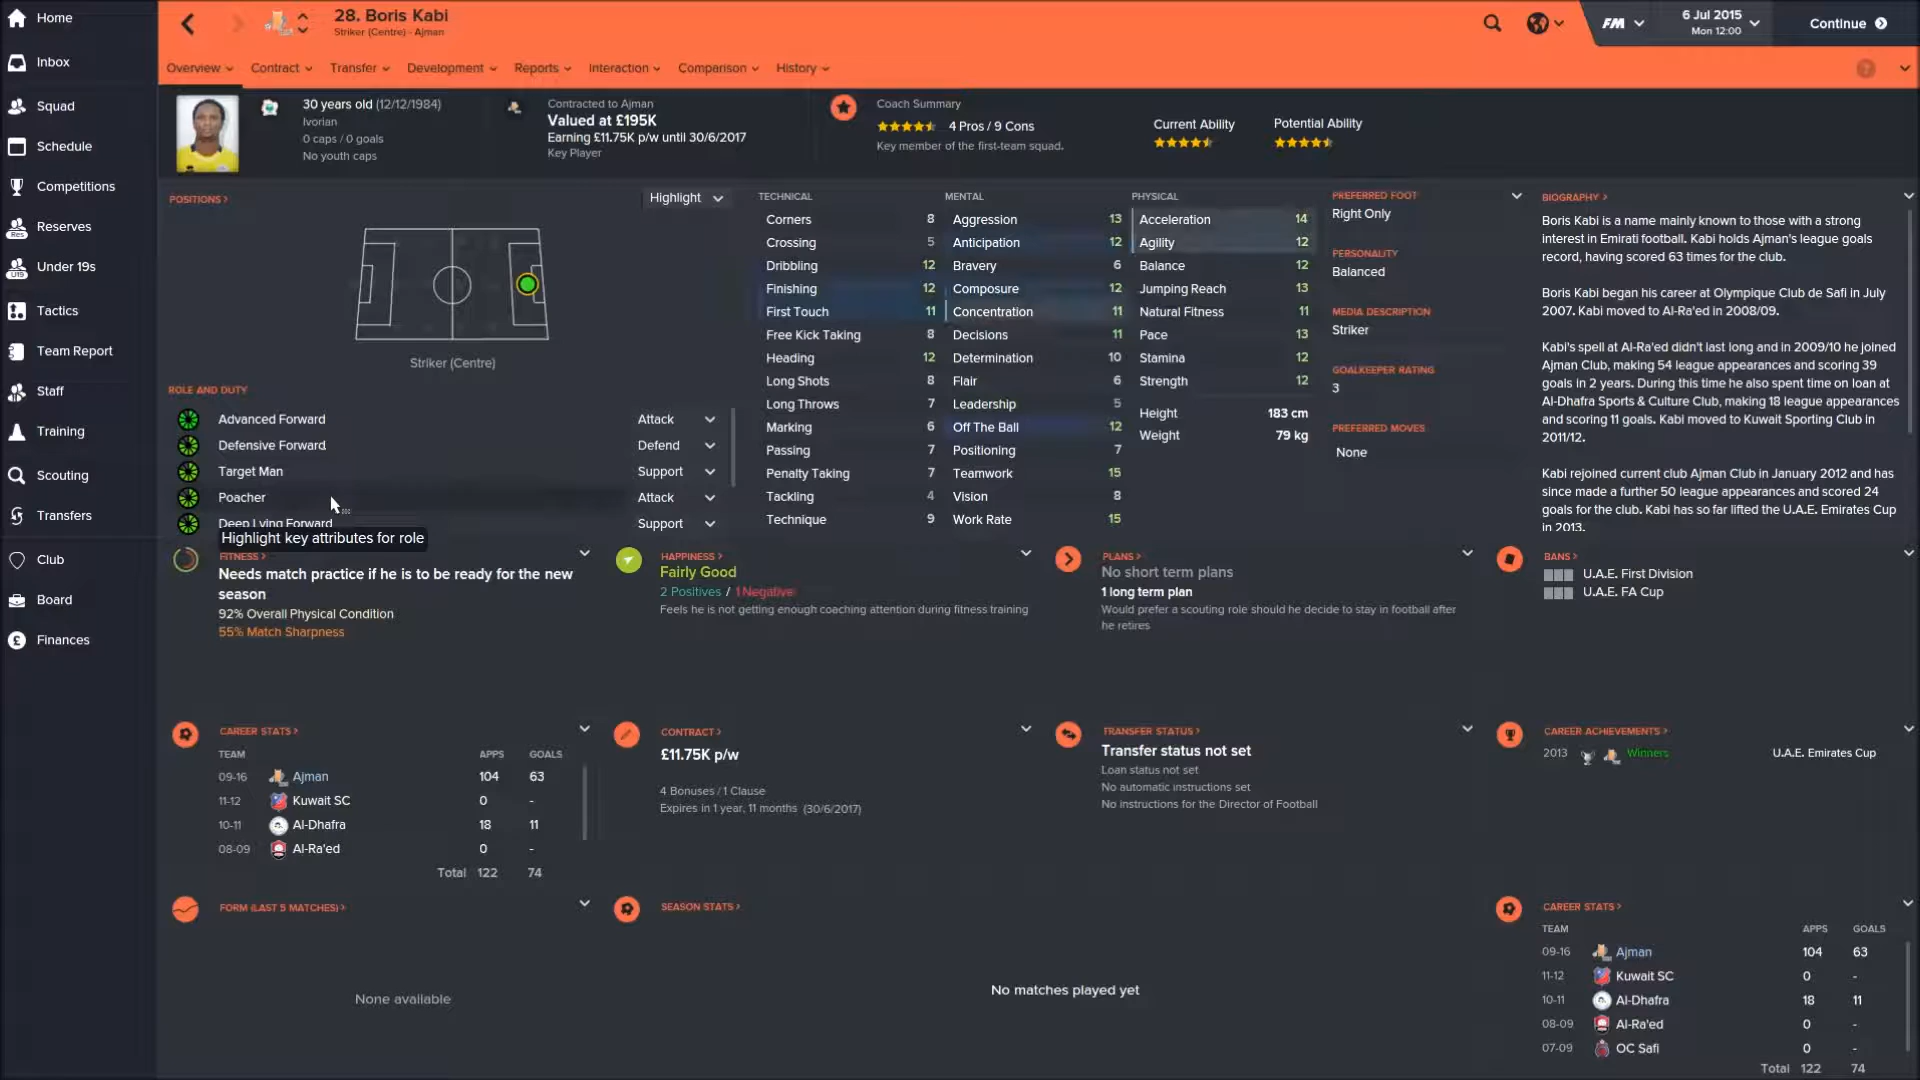 Home
Inbox
Squad
Schedule
Competitions
Reserves
Under 19s
Tactics
Team Report
Staff
Training
Scouting
Transfers
Club
Board
Finances
28. Boris Kabi
Striker (Centre) - Ajman
FM
6 Jul 2015
Mon 12:00
Continue
Overview
Contract
Transfer
Development
Reports
Interaction
Comparison
History
30 years old (12/12/1984)
Ivorian
0 caps / 0 goals
No youth caps
Contracted to Ajman
Valued at £195K
Earning £11.75K p/w until 30/6/2017
Key Player
Coach Summary
4 Pros / 9 Cons
Key member of the first-team squad.
Current Ability
Potential Ability
POSITIONS >
Highlight
Striker (Centre)
ROLE AND DUTY
Advanced Forward Attack
Defensive Forward Defend
Target Man Support
Poacher Attack
Deep Lying Forward Support
Highlight key attributes for role
TECHNICAL
Corners 8
Crossing 5
Dribbling 12
Finishing 12
First Touch 11
Free Kick Taking 8
Heading 12
Long Shots 8
Long Throws 7
Marking 6
Passing 7
Penalty Taking 7
Tackling 4
Technique 9
MENTAL
Aggression 13
Anticipation 12
Bravery 6
Composure 12
Concentration 11
Decisions 11
Determination 10
Flair 6
Leadership 5
Off The Ball 12
Positioning 7
Teamwork 15
Vision 8
Work Rate 15
PHYSICAL
Acceleration 14
Agility 12
Balance 12
Jumping Reach 13
Natural Fitness 11
Pace 13
Stamina 12
Strength 12
Height 183 cm
Weight 79 kg
PREFERRED FOOT
Right Only
PERSONALITY
Balanced
MEDIA DESCRIPTION
Striker
GOALKEEPER RATING
3
PREFERRED MOVES
None
BIOGRAPHY >
Boris Kabi is a name mainly known to those with a strong
interest in Emirati football. Kabi holds Ajman's league goals
record, having scored 63 times for the club.
Boris Kabi began his career at Olympique Club de Safi in July
2007. Kabi moved to Al-Ra'ed in 2008/09.
Kabi's spell at Al-Ra'ed didn't last long and in 2009/10 he joined
Ajman Club, making 54 league appearances and scoring 39
goals in 2 years. During this time he also spent time on loan at
Al-Dhafra Sports & Culture Club, making 18 league appearances
and scoring 11 goals. Kabi moved to Kuwait Sporting Club in
2011/12.
Kabi rejoined current club Ajman Club in January 2012 and has
since made a further 50 league appearances and scored 24
goals for the club. Kabi has so far lifted the U.A.E. Emirates Cup
in 2013.
FITNESS >
Needs match practice if he is to be ready for the new
season
92% Overall Physical Condition
55% Match Sharpness
HAPPINESS >
Fairly Good
2 Positives / 1 Negative
Feels he is not getting enough coaching attention during fitness training
PLANS >
No short term plans
1 long term plan
Would prefer a scouting role should he decide to stay in football after
he retires
BANS >
U.A.E. First Division
U.A.E. FA Cup
CAREER STATS >
TEAM APPS GOALS
09-16 Ajman 104 63
11-12 Kuwait SC 0 -
10-11 Al-Dhafra 18 11
08-09 Al-Ra'ed 0 -
Total 122 74
CONTRACT >
£11.75K p/w
4 Bonuses / 1 Clause
Expires in 1 year, 11 months (30/6/2017)
TRANSFER STATUS >
Transfer status not set
Loan status not set
No automatic instructions set
No instructions for the Director of Football
CAREER ACHIEVEMENTS >
2013 Winners U.A.E. Emirates Cup
FORM (LAST 5 MATCHES) >
None available
SEASON STATS >
No matches played yet
CAREER STATS >
TEAM APPS GOALS
09-16 Ajman 104 63
11-12 Kuwait SC 0 -
10-11 Al-Dhafra 18 11
08-09 Al-Ra'ed 0 -
07-09 OC Safi 0 -
Total 122 74